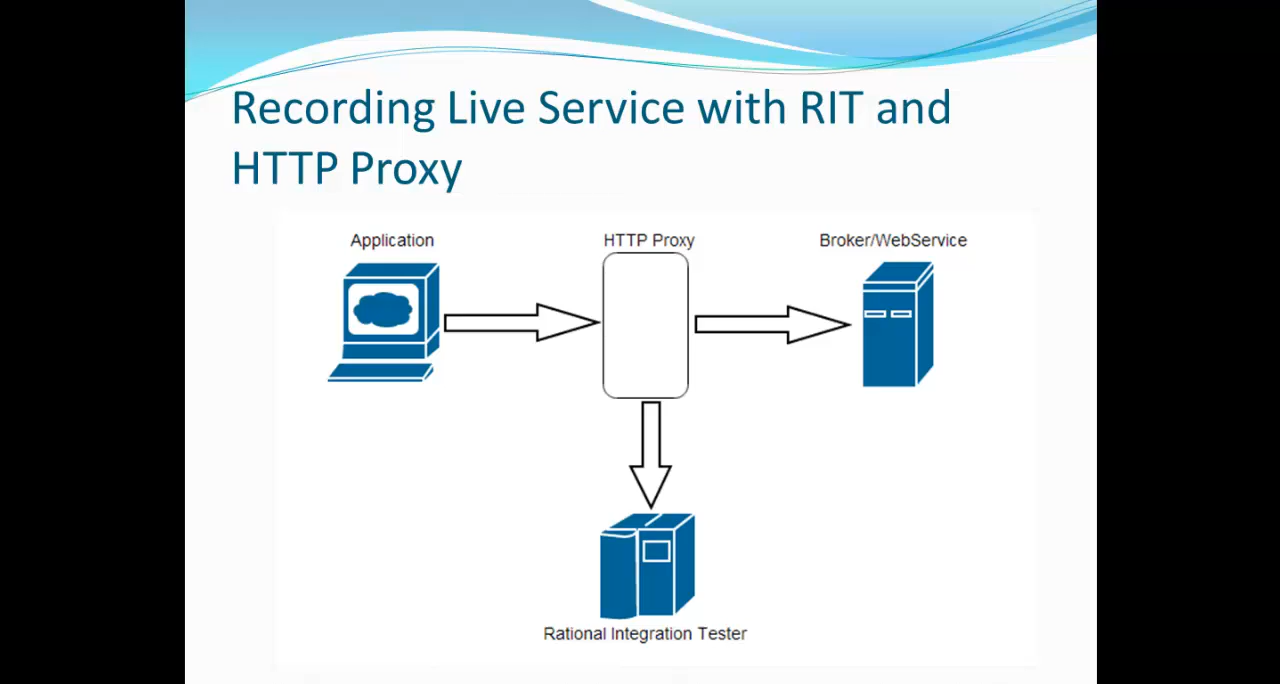 Recording Live Service with RIT and
HTTP Proxy
Application
HTTP Proxy
Broker/WebService
Rational Integration Tester